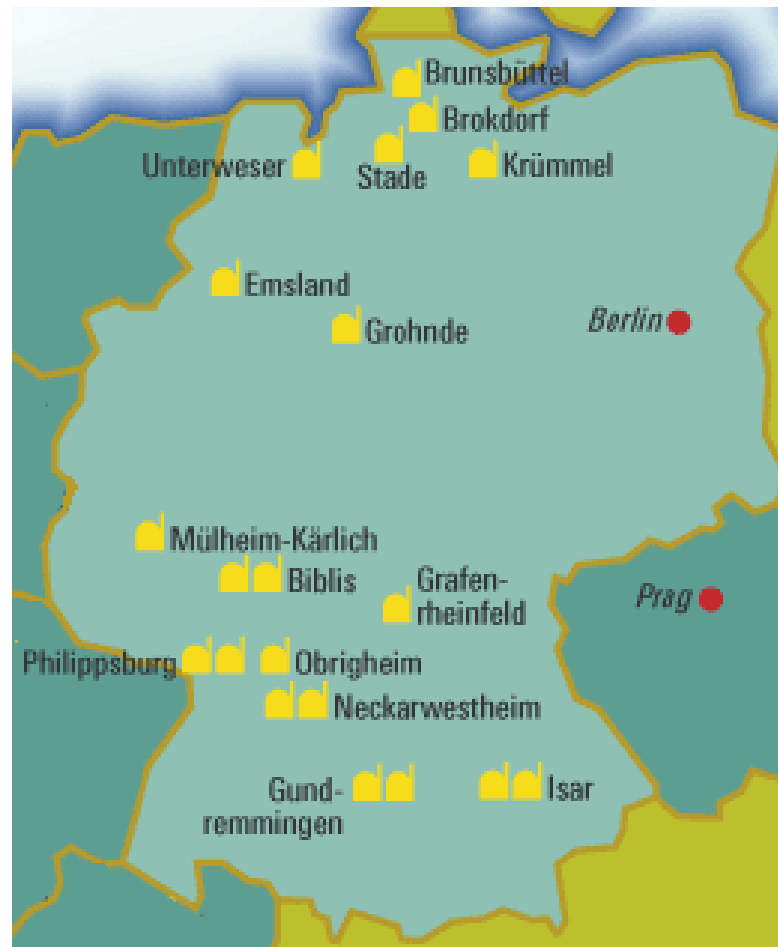 Brunsbüttel
Brokdorf
Unterweser
Stade
Krümmel
Emsland
Grohnde
Berlin
Mülheim-Kärlich
Biblis
Grafen-
rheinfeld
Prag
Philippsburg
Obrigheim
Neckarwestheim
Gund-
remmingen
Isar